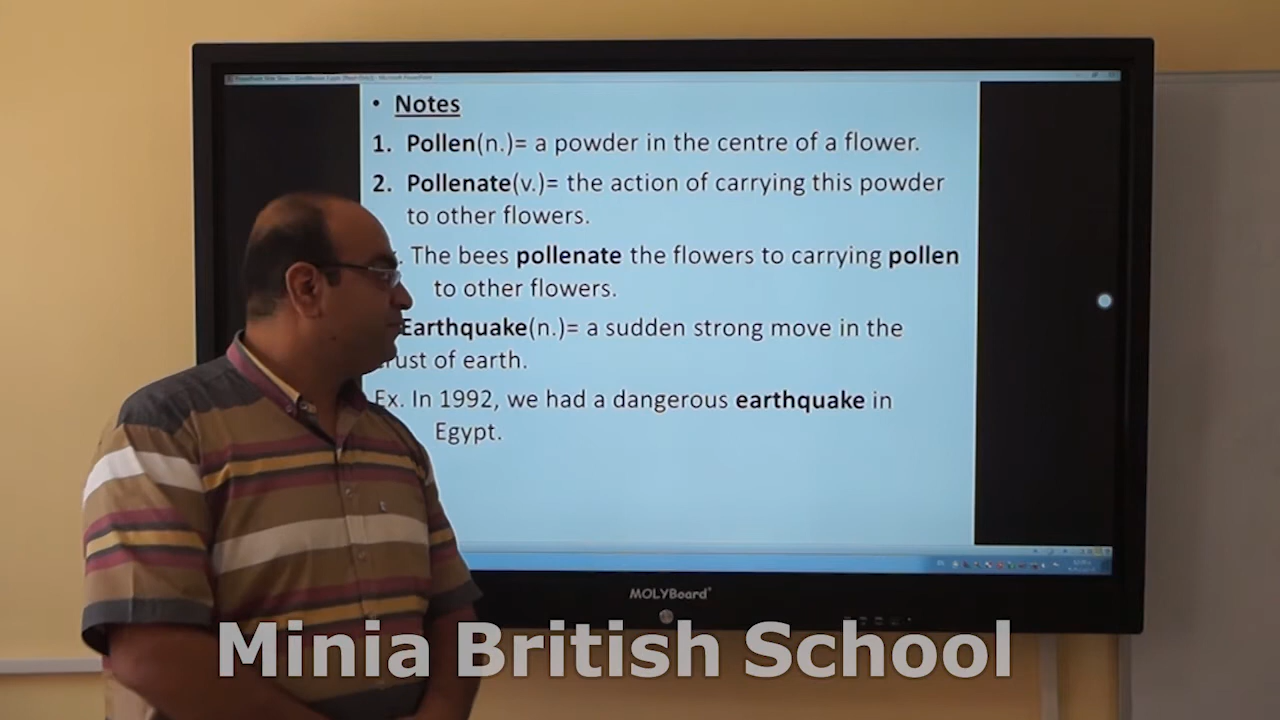 • Notes
1. Pollen(n.)= a powder in the centre of a flower.
2. Pollenate(v.)= the action of carrying this powder
to other flowers.
The bees pollenate the flowers to carrying pollen
to other flowers.
Earthquake(n.)= a sudden strong move in the
of earth.
Ex. In 1992, we had a dangerous earthquake in
Egypt.
MOLYBoard
Minia British School